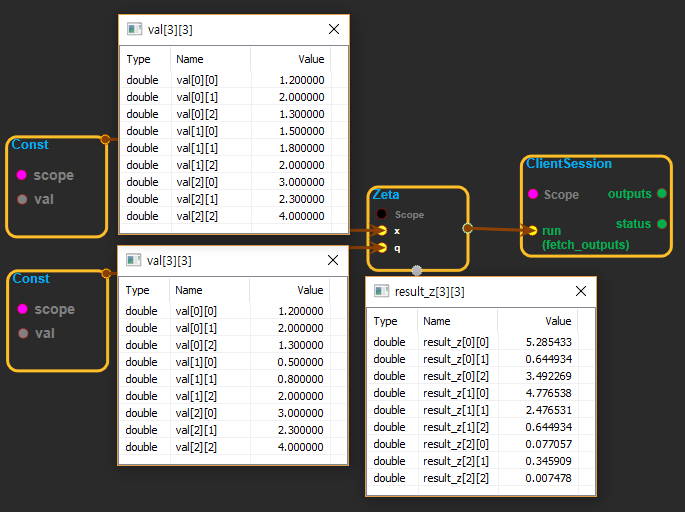 val[3][3]
Type Name Value
double val[0][0] 1.200000
double val[0][1] 2.000000
double val[0][2] 1.300000
double val[1][0] 1.500000
double val[1][1] 1.800000
double val[1][2] 2.000000
double val[2][0] 3.000000
double val[2][1] 2.300000
double val[2][2] 4.000000
Const
scope
val
Zeta
Scope
x
q
ClientSession
Scope outputs
status
run
(fetch_outputs)
val[3][3]
Type Name Value
double val[0][0] 1.200000
double val[0][1] 2.000000
double val[0][2] 1.300000
double val[1][0] 0.500000
double val[1][1] 0.800000
double val[1][2] 2.000000
double val[2][0] 3.000000
double val[2][1] 2.300000
double val[2][2] 4.000000
Const
scope
val
result_z[3][3]
Type Name Value
double result_z[0][0] 5.285433
double result_z[0][1] 0.644934
double result_z[0][2] 3.492269
double result_z[1][0] 4.776538
double result_z[1][1] 2.476531
double result_z[1][2] 0.644934
double result_z[2][0] 0.077057
double result_z[2][1] 0.345909
double result_z[2][2] 0.007478